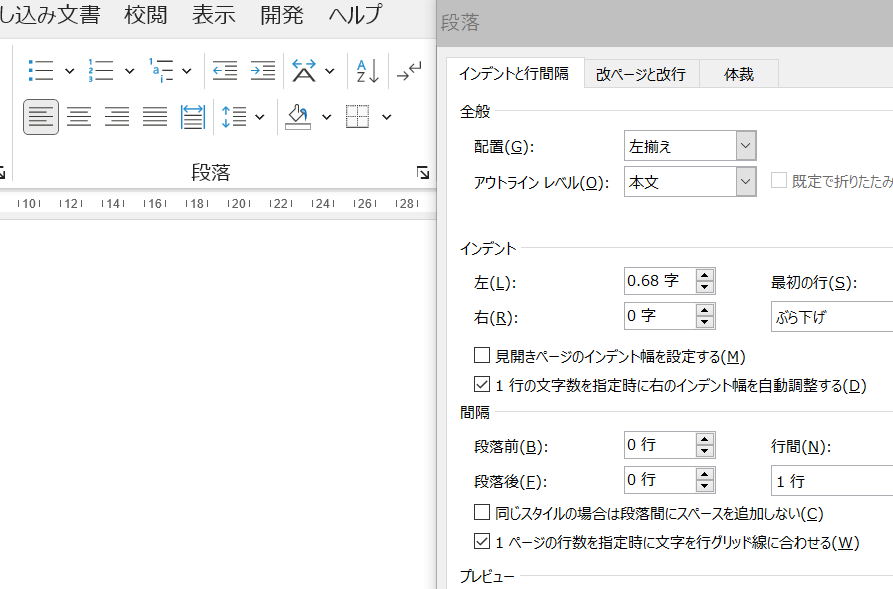 し込み文書 校閲 表示 開発 ヘルプ
段落
10 12 14 16 18 20 22 24 26 28
段落
インデントと行間隔 改ページと改行 体裁
全般
配置(G): 左揃え
アウトライン レベル(O): 本文 既定で折りたたみ
インデント
左(L): 0.68 字 最初の行(S):
右(R): 0 字 ぶら下げ
見開きページのインデント幅を設定する(M)
1 行の文字数を指定時に右のインデント幅を自動調整する(D)
間隔
段落前(B): 0 行 行間(N):
段落後(F): 0 行 1 行
同じスタイルの場合は段落間にスペースを追加しない(C)
1 ページの行数を指定時に文字を行グリッド線に合わせる(W)
プレビュー